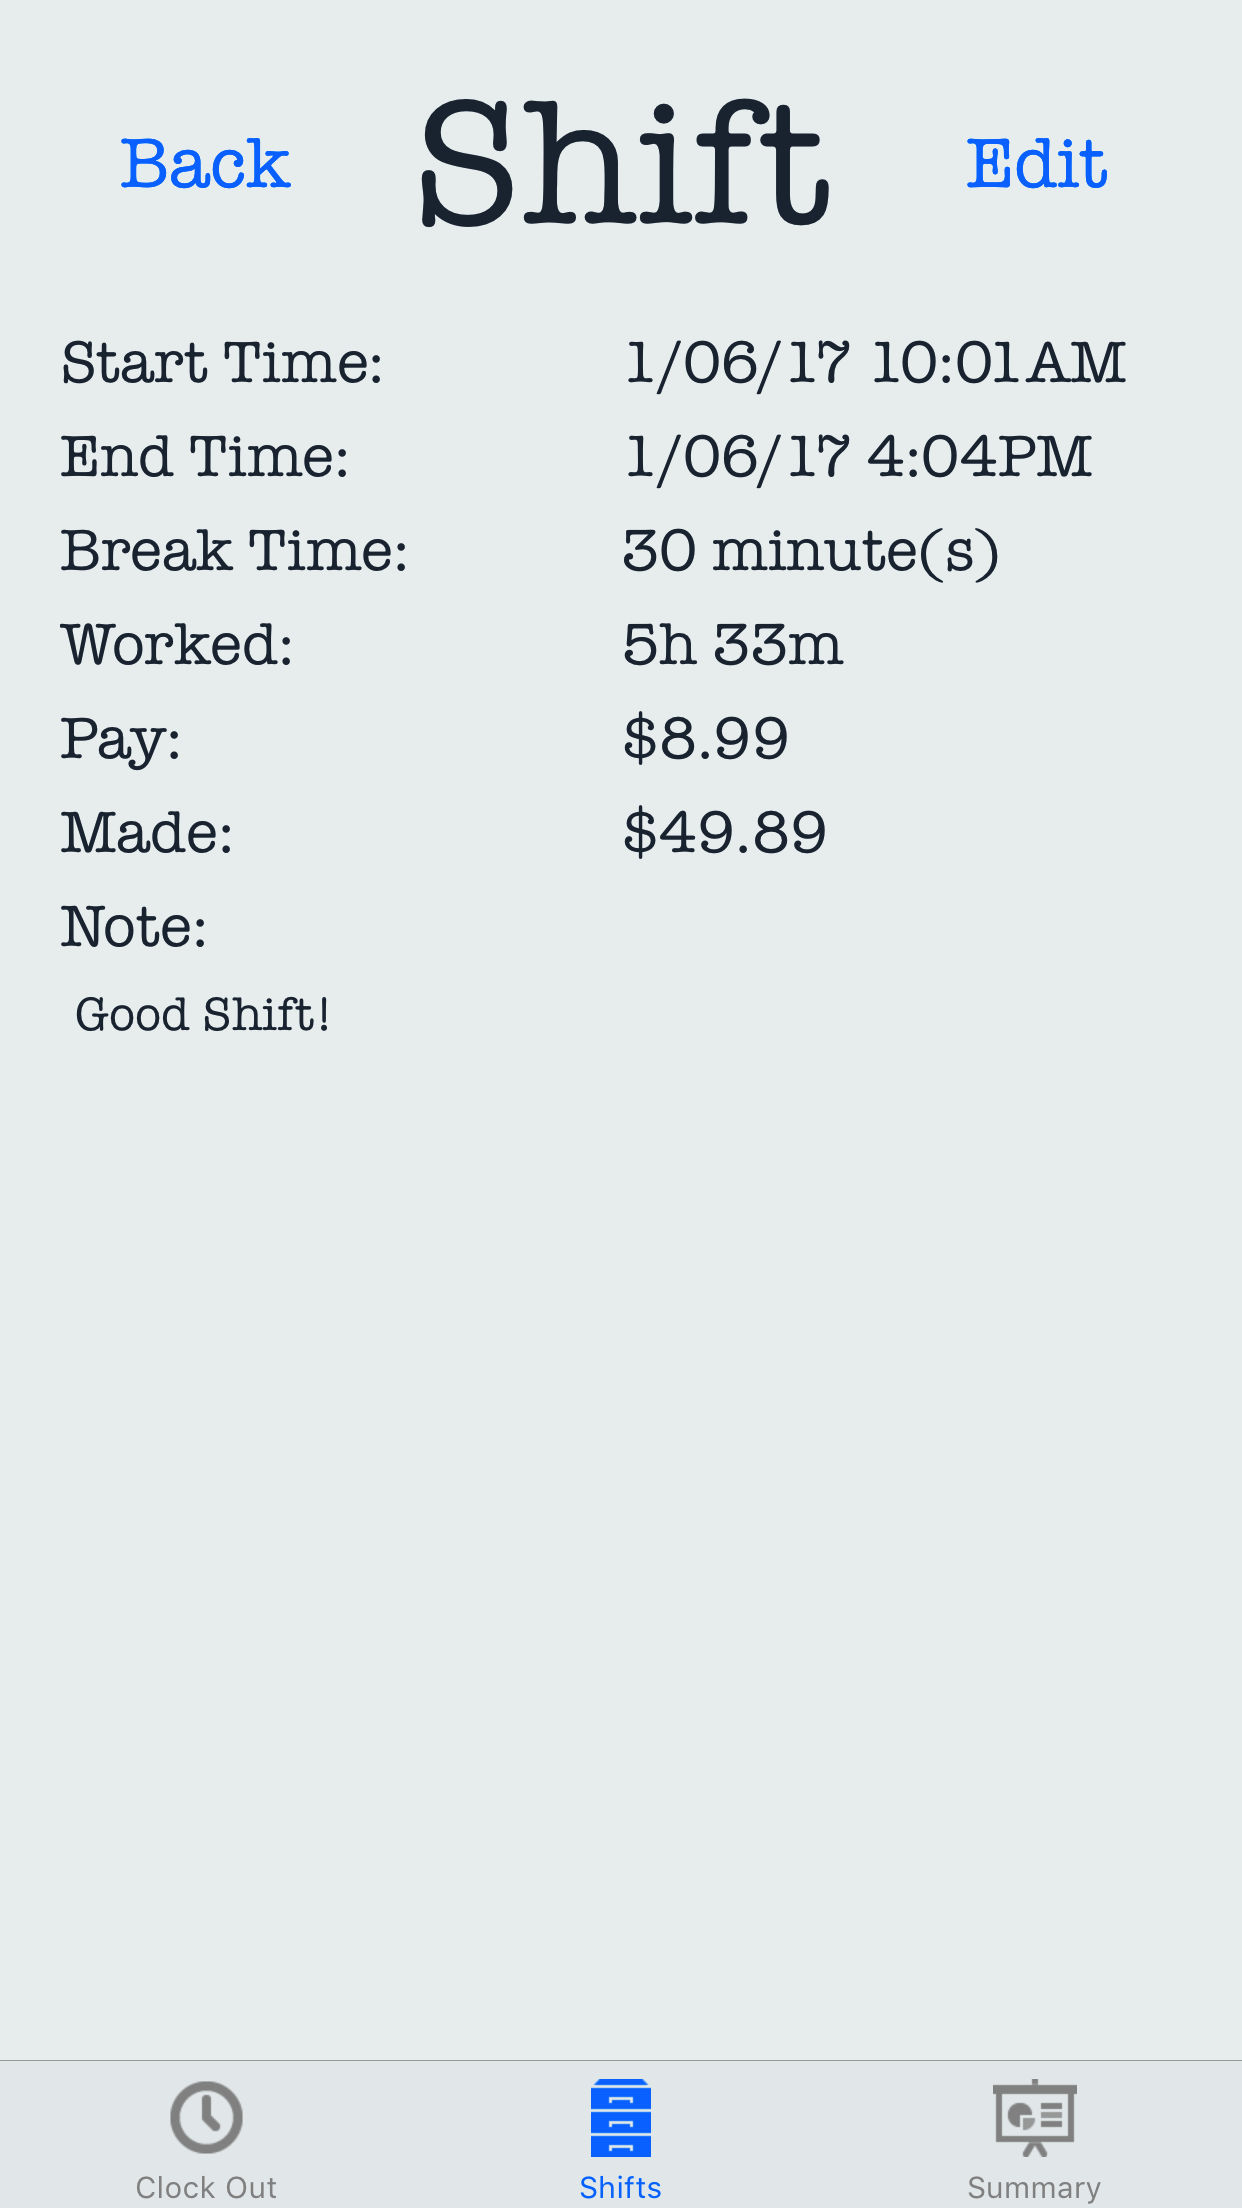 Back Shift Edit
Start Time: 1/06/17 10:01AM
End Time: 1/06/17 4:04PM
Break Time: 30 minute(s)
Worked: 5h 33m
Pay: $8.99
Made: $49.89
Note:
Good Shift!
Clock Out Shifts Summary